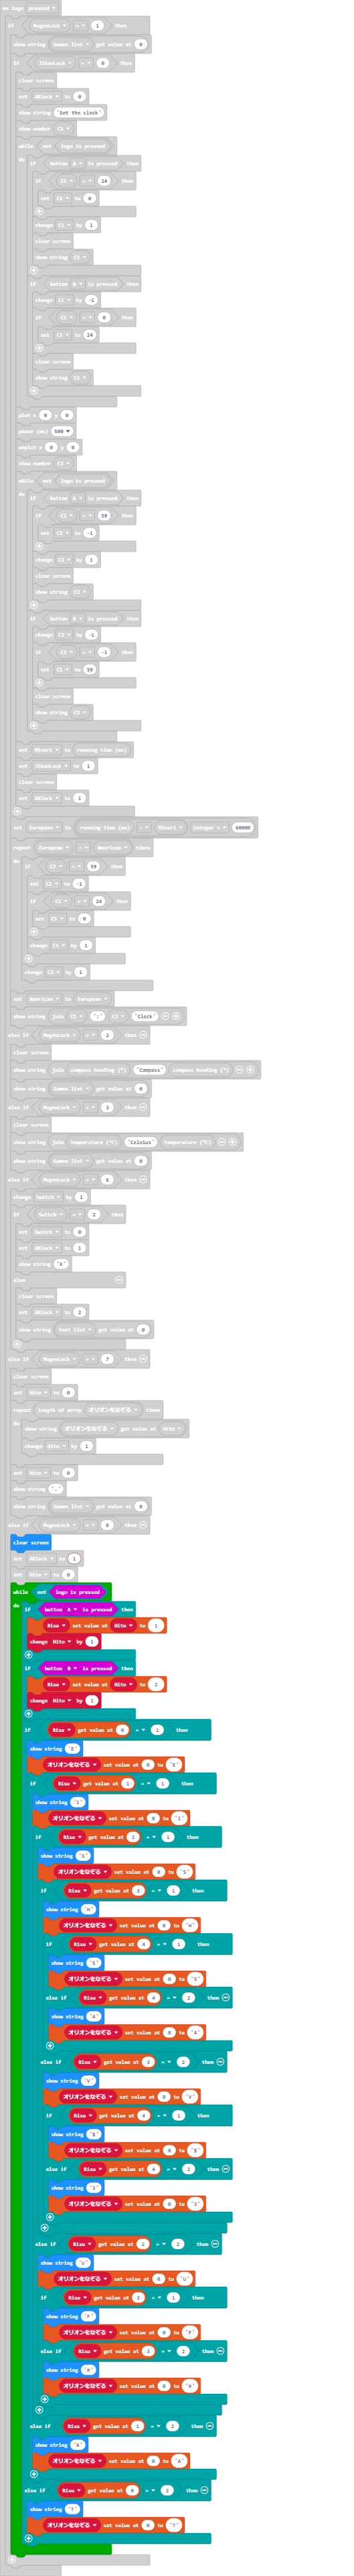 on logo pressed
if MugenLock = 1 then
show string Games list get value at 0
if IikenLock = 0 then
clear screen
set ARlock to 0
show string "Set the clock"
show number C1
while not logo is pressed
do if button A is pressed then
if C1 = 24 then
set C1 to 0
change C1 by 1
clear screen
show string C1
if button A is pressed then
change C1 by -1
if C1 = 0 then
set C1 to 24
clear screen
show string C1
plot x 0 y 0
pause (ms) 500
unplot x 0 y 0
show number C2
while not logo is pressed
do if button A is pressed then
if C2 = 59 then
set C2 to -1
change C2 by 1
clear screen
show string C2
if button B is pressed then
change C2 by -1
if C2 = -1 then
set C2 to 59
clear screen
show string C2
set Misuri to running time (ms)
set IikenLock to 1
clear screen
set ARlock to 1
set European to running time (ms) - Misuri integer ÷ 60000
repeat European - American times
do if C2 = 59 then
set C2 to -1
if C1 = 24 then
set C1 to 0
change C1 by 1
change C2 by 1
set American to European
show string join C1 ":" C2 "Clock"
else if MugenLock = 2 then
clear screen
show string join compass heading (°) "Compass" compass heading (°)
show string Games list get value at 0
else if MugenLock = 3 then
clear screen
show string join temperature (°C) "Celsius" temperature (°C)
show string Games list get value at 0
else if MugenLock = 6 then
change Switch by 1
if Switch = 2 then
set Switch to 0
set ARlock to 1
show string "K"
else
clear screen
set ARlock to 2
show string text list get value at 0
else if MugenLock = 7 then
clear screen
set Hito to 0
repeat length of array オリオンをなぞる times
do show string オリオンをなぞる get value at Hito
change Hito by 1
set Hito to 0
show string "."
show string Games list get value at 0
else if MugenLock = 8 then
clear screen
set ARlock to 1
set Hito to 0
while not logo is pressed
do if button A is pressed then
Risu set value at Hito to 1
change Hito by 1
if button B is pressed then
Risu set value at Hito to 2
change Hito by 1
if Risu get value at 0 = 1 then
show string "E"
オリオンをなぞる set value at 0 to "E"
if Risu get value at 1 = 1 then
show string "I"
オリオンをなぞる set value at 0 to "I"
if Risu get value at 2 = 1 then
show string "S"
オリオンをなぞる set value at 0 to "S"
if Risu get value at 3 = 1 then
show string "H"
オリオンをなぞる set value at 0 to "H"
if Risu get value at 4 = 1 then
show string "5"
オリオンをなぞる set value at 0 to "5"
else if Risu get value at 4 = 2 then
show string "4"
オリオンをなぞる set value at 0 to "4"
else if Risu get value at 3 = 2 then
show string "V"
オリオンをなぞる set value at 0 to "V"
if Risu get value at 4 = 1 then
show string "$"
オリオンをなぞる set value at 0 to "$"
else if Risu get value at 4 = 2 then
show string "3"
オリオンをなぞる set value at 0 to "3"
else if Risu get value at 2 = 2 then
show string "U"
オリオンをなぞる set value at 0 to "U"
if Risu get value at 3 = 1 then
show string "F"
オリオンをなぞる set value at 0 to "F"
else if Risu get value at 3 = 2 then
show string "#"
オリオンをなぞる set value at 0 to "#"
else if Risu get value at 1 = 2 then
show string "A"
オリオンをなぞる set value at 0 to "A"
else if Risu get value at 0 = 2 then
show string "T"
オリオンをなぞる set value at 0 to "T"